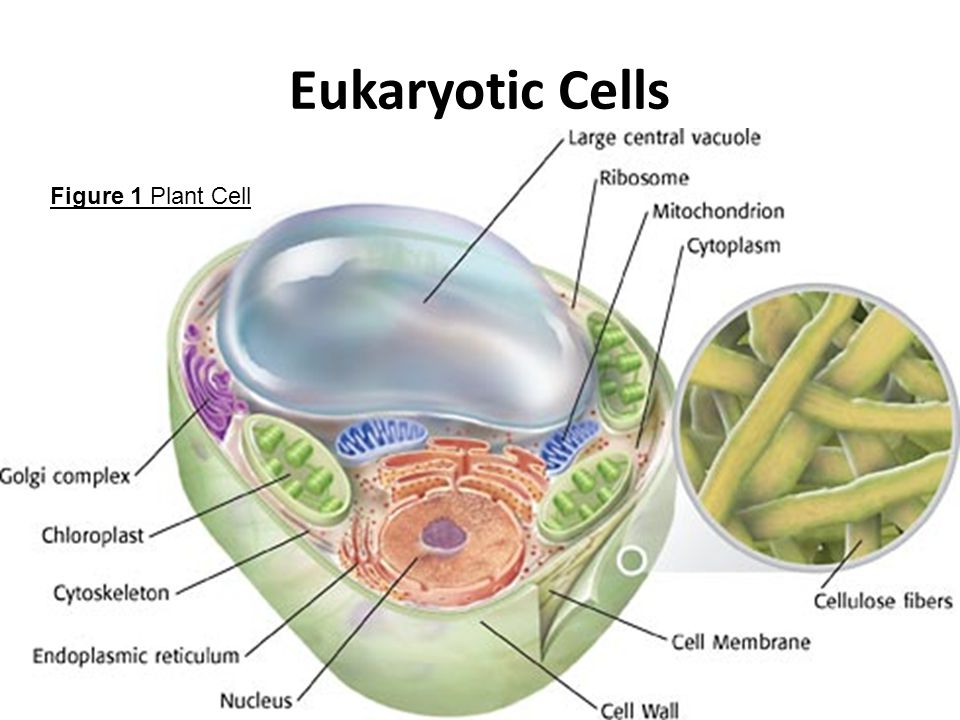 Eukaryotic Cells
Figure 1 Plant Cell
Large central vacuole
Ribosome
Mitochondrion
Cytoplasm
Golgi complex
Chloroplast
Cytoskeleton
Endoplasmic reticulum
Nucleus
Cellulose fibers
Cell Membrane
Cell Wall